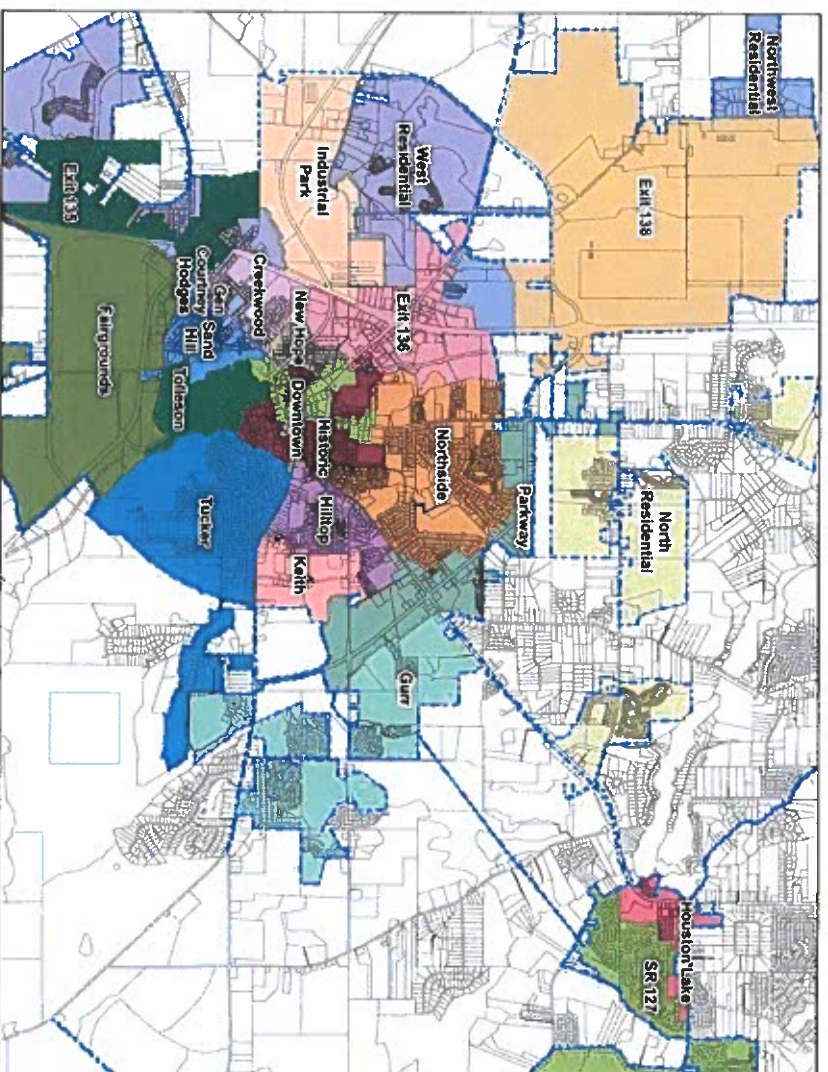 Northwest
Residential
Houston Lake
SR 127
North
Residential
Exit 138
Parkway
Northside
West
Residential
Exit 136
Gurr
Industrial
Park
Historic
Downtown
Hilltop
New Hope
Keith
Creekwood
Gen
Courtney
Hodges
Sand
Hill
Tucker
Tolleson
Fairgrounds
Exit 135